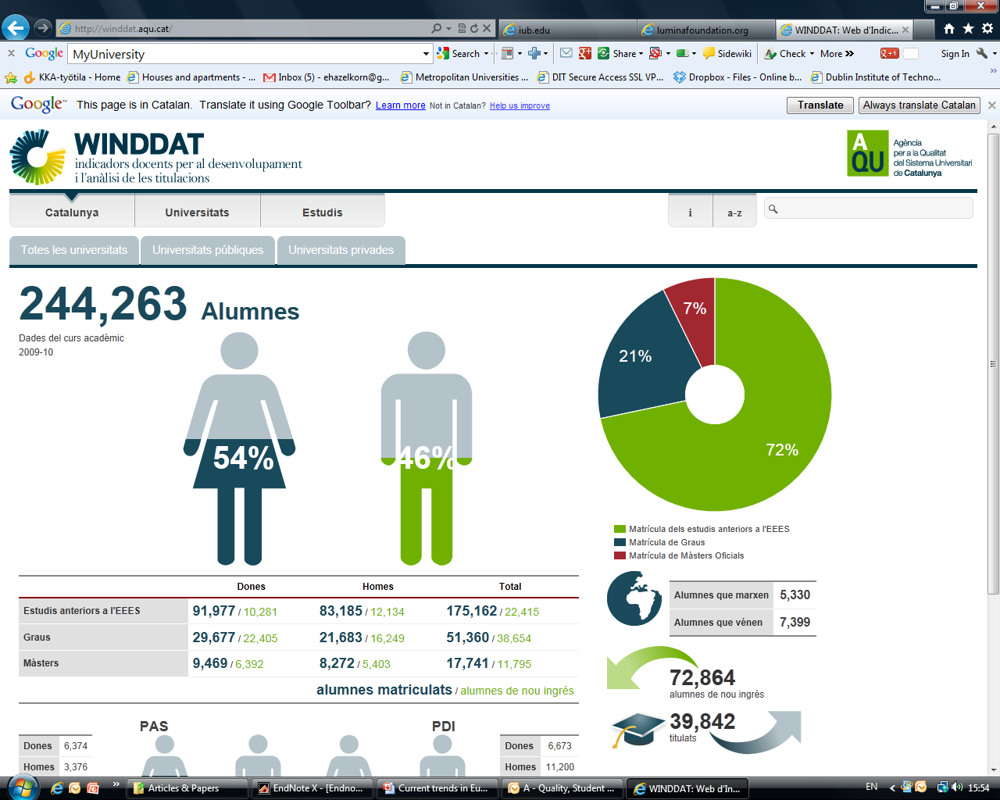 http://winddat.aqu.cat/
iub.edu
luminafoundation.org
WINDDAT: Web d'Indic...
Google
MyUniversity
Search
Share
Sidewiki
Check
More
+1
Sign In
KKA-työtila - Home
Houses and apartments - ...
Inbox (5) - ehazelkorn@g...
Metropolitan Universities ...
DIT Secure Access SSL VP...
Dropbox - Files - Online b...
Dublin Institute of Techno...
Google
This page is in Catalan. Translate it using Google Toolbar? Learn more Not in Catalan? Help us improve
Translate
Always translate Catalan
WINDDAT
indicadors docents per al desenvolupament
i l'anàlisi de les titulacions
AQU
Agència
per a la Qualitat
del Sistema Universitari
de Catalunya
Catalunya
Universitats
Estudis
i
a-z
Totes les universitats
Universitats públiques
Universitats privades
244,263 Alumnes
Dades del curs acadèmic
2009-10
54%
46%
7%
21%
72%
Matrícula dels estudis anteriors a l'EEES
Matrícula de Graus
Matrícula de Màsters Oficials
Dones Homes Total
Estudis anteriors a l'EEES 91,977 / 10,281 83,185 / 12,134 175,162 / 22,415
Graus 29,677 / 22,405 21,683 / 16,249 51,360 / 38,654
Màsters 9,469 / 6,392 8,272 / 5,403 17,741 / 11,795
alumnes matriculats / alumnes de nou ingrés
Alumnes que marxen 5,330
Alumnes que vénen 7,399
72,864
alumnes de nou ingrés
39,842
titulats
PAS
PDI
Dones 6,374
Homes 3,376
Dones 6,673
Homes 11,200
Articles & Papers
EndNote X - [Endno...
Current trends in Eu...
A - Quality, Student ...
WINDDAT: Web d'In...
EN
15:54